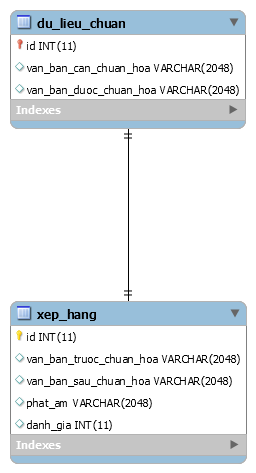 du_lieu_chuan
id INT(11)
van_ban_can_chuan_hoa VARCHAR(2048)
van_ban_duoc_chuan_hoa VARCHAR(2048)
Indexes
xep_hang
id INT(11)
van_ban_truoc_chuan_hoa VARCHAR(2048)
van_ban_sau_chuan_hoa VARCHAR(2048)
phat_am VARCHAR(2048)
danh_gia INT(11)
Indexes